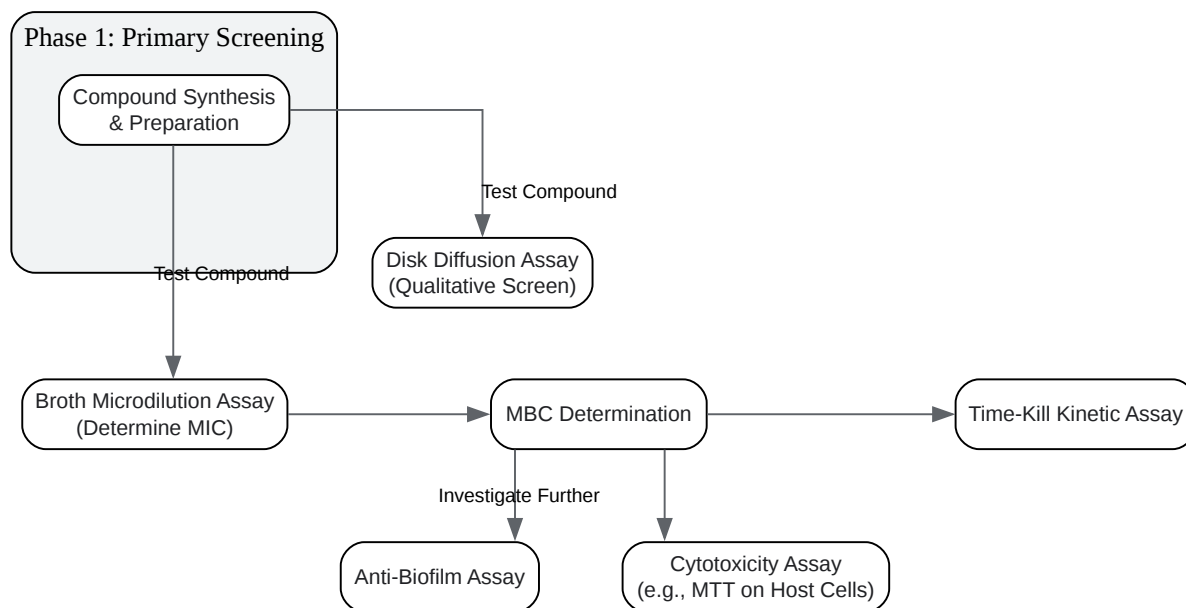 Phase 1: Primary Screening
Compound Synthesis
& Preparation
Test Compound
Disk Diffusion Assay
(Qualitative Screen)
Test Compound
Broth Microdilution Assay
(Determine MIC)
MBC Determination
Time-Kill Kinetic Assay
Investigate Further
Anti-Biofilm Assay
Cytotoxicity Assay
(e.g., MTT on Host Cells)